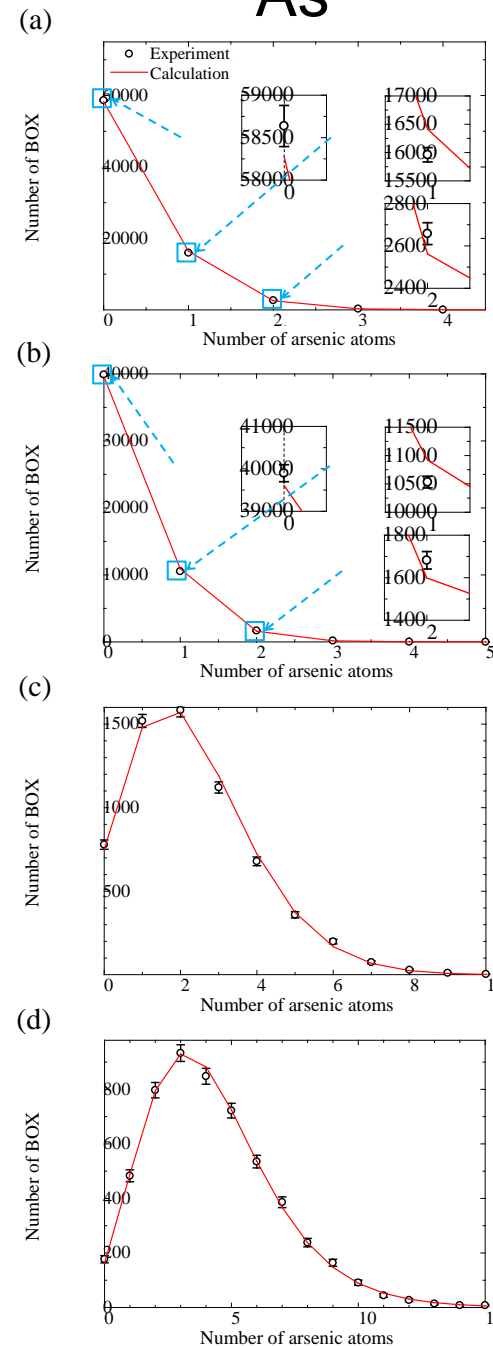 As
(a)
Experiment
Calculation
Number of BOX
60000
40000
20000
59000
58500
58000
0
17000
16500
16000
15500
1
2800
2600
2400
2
0 1 2 3 4
Number of arsenic atoms
(b)
Number of BOX
40000
30000
20000
10000
0
41000
40000
39000
0
11500
11000
10500
10000
1
1800
1600
1400
2
0 1 2 3 4 5
Number of arsenic atoms
(c)
Number of BOX
1500
1000
500
0 2 4 6 8 1
Number of arsenic atoms
(d)
Number of BOX
800
600
400
200
0
0 5 10 1
Number of arsenic atoms